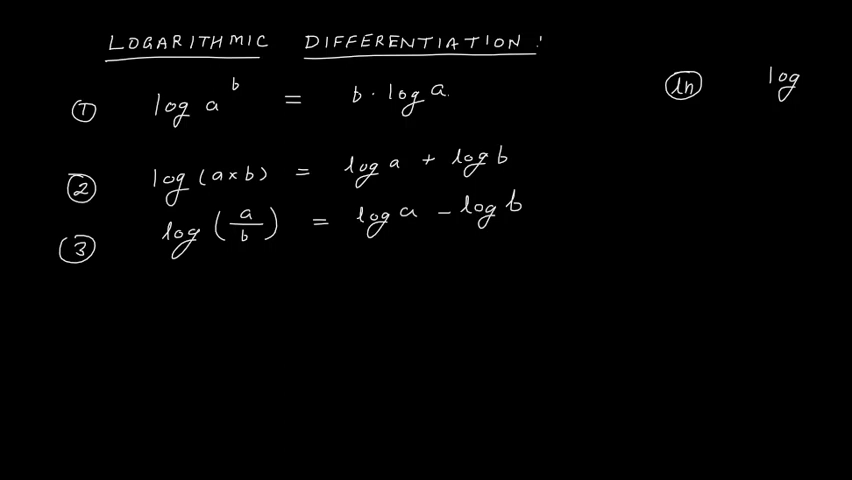 LOGARITHMIC DIFFERENTIATION :
① log a^b = b · log a. ln log
② log (a × b) = log a + log b
③ log (a/b) = log a − log b